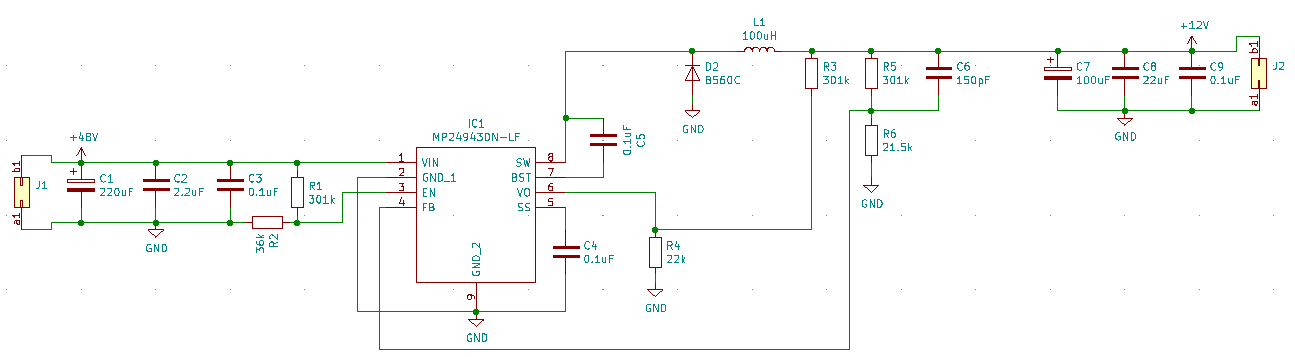 L1
100uH
+12V
b1
J2
a1
D2
B560C
R3
301k
R5
301k
C6
150pF
C7
100uF
C8
22uF
C9
0.1uF
GND
GND
R6
21.5k
GND
IC1
MP24943DN-LF
0.1uF
C5
+48V
b1
J1
a1
C1
220uF
C2
2.2uF
C3
0.1uF
R1
301k
36k
R2
GND
1 VIN
2 GND_1
3 EN
4 FB
SW 8
BST 7
VO 6
SS 5
GND_2
9
C4
0.1uF
R4
22k
GND
GND